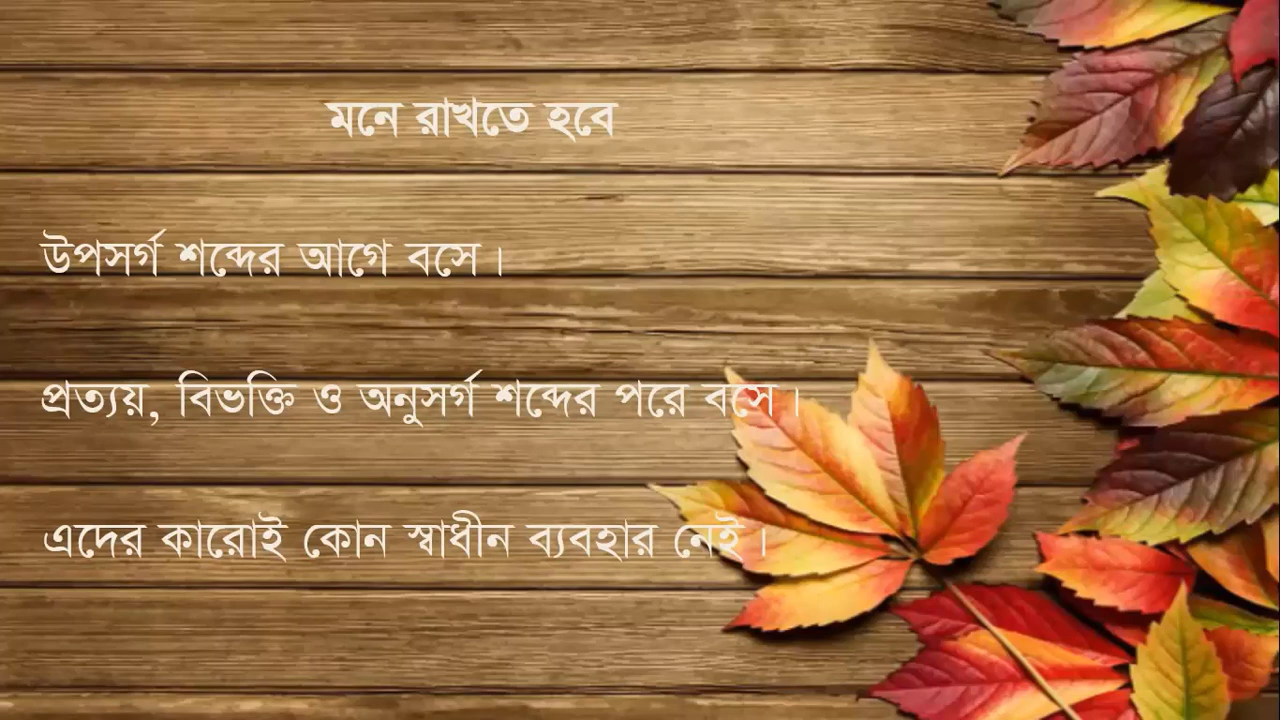 মনে রাখতে হবে
উপসর্গ শব্দের আগে বসে।
প্রত্যয়, বিভক্তি ও অনুসর্গ শব্দের পরে বসে।
এদের কারোই কোন স্বাধীন ব্যবহার নেই।